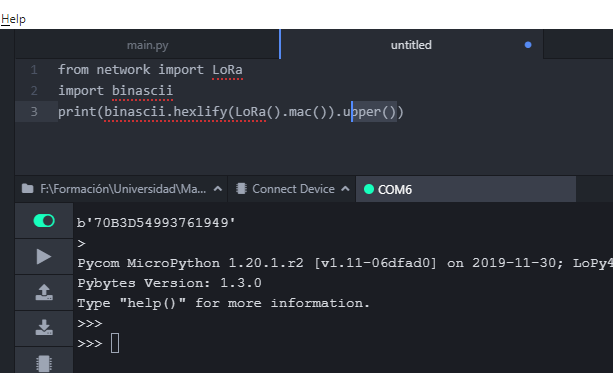 Help
main.py untitled
1 from network import LoRa
2 import binascii
3 print(binascii.hexlify(LoRa().mac()).upper())
F:\Formación\Universidad\Ma... Connect Device COM6
b'70B3D54993761949'
>
Pycom MicroPython 1.20.1.r2 [v1.11-06dfad0] on 2019-11-30; LoPy4
Pybytes Version: 1.3.0
Type "help()" for more information.
>>>
>>>